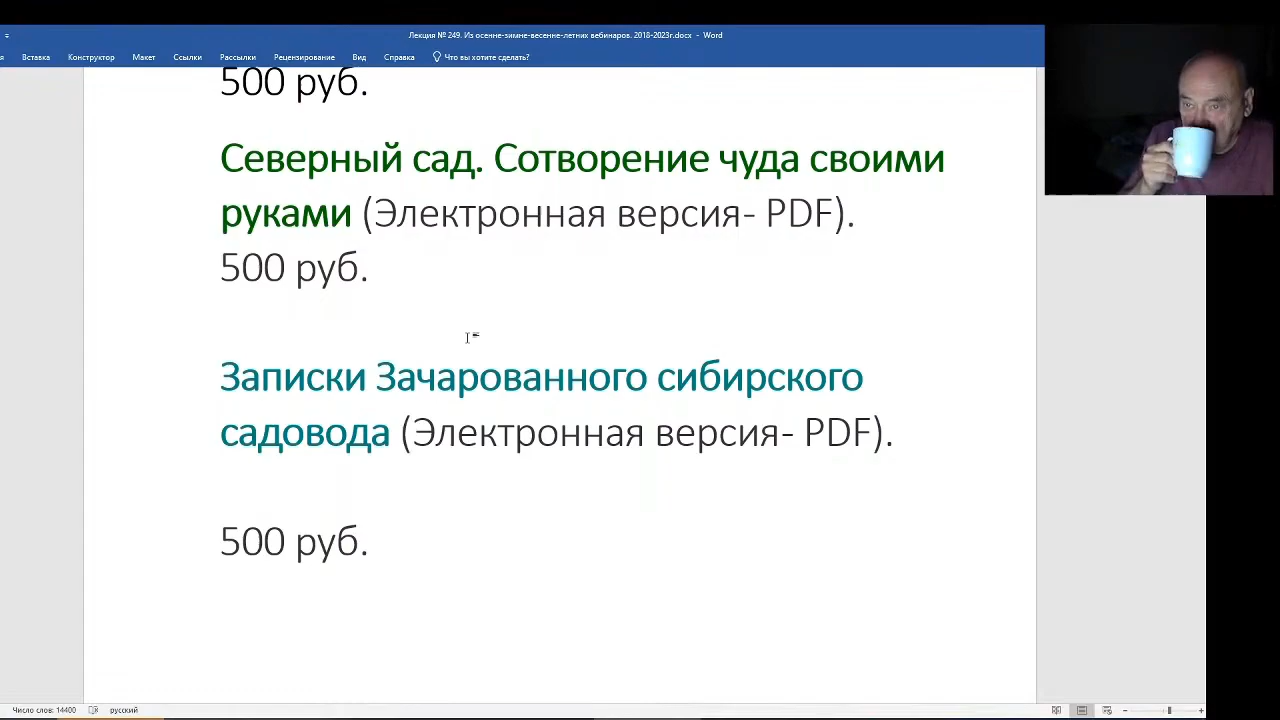 Лекция № 249. Из осенне-зимне-весенне-летних вебинаров. 2018-2023г.docx - Word
Вставка Конструктор Макет Ссылки Рассылки Рецензирование Вид Справка Что вы хотите сделать?
500 руб.
Северный сад. Сотворение чуда своими
руками (Электронная версия- PDF).
500 руб.
Записки Зачарованного сибирского
садовода (Электронная версия- PDF).
500 руб.
Число слов: 14400 русский